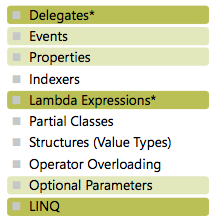 Delegates*
Events
Properties
Indexers
Lambda Expressions*
Partial Classes
Structures (Value Types)
Operator Overloading
Optional Parameters
LINQ